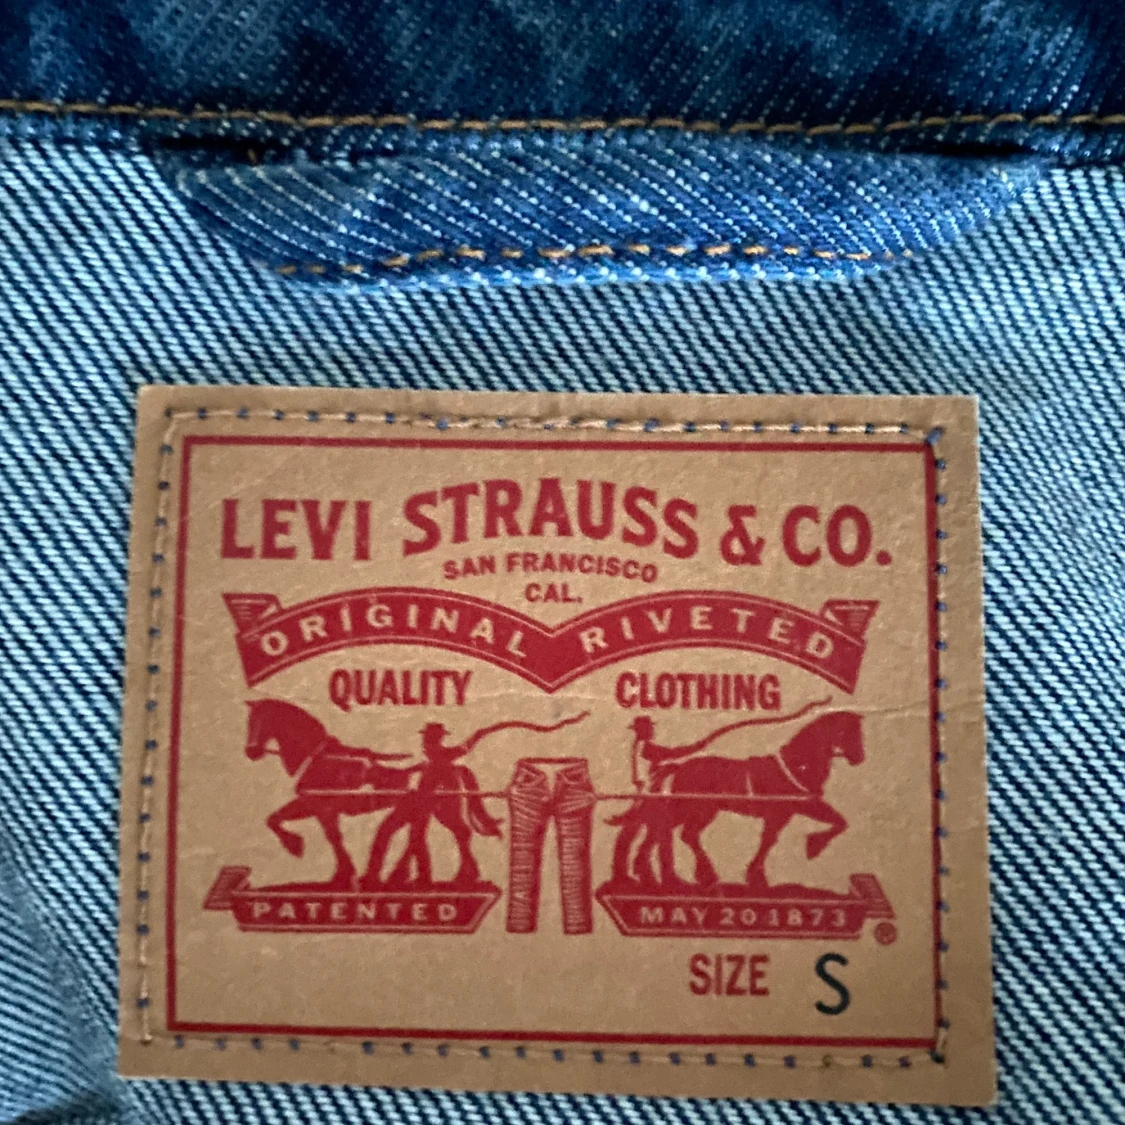 LEVI STRAUSS & CO.
SAN FRANCISCO
CAL.
ORIGINAL RIVETED
QUALITY CLOTHING
PATENTED MAY 20 1873 ®
SIZE S